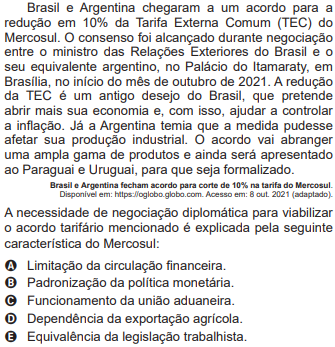 Brasil e Argentina chegaram a um acordo para a
redução em 10% da Tarifa Externa Comum (TEC) do
Mercosul. O consenso foi alcançado durante negociação
entre o ministro das Relações Exteriores do Brasil e o
seu equivalente argentino, no Palácio do Itamaraty, em
Brasília, no início do mês de outubro de 2021. A redução
da TEC é um antigo desejo do Brasil, que pretende
abrir mais sua economia e, com isso, ajudar a controlar
a inflação. Já a Argentina temia que a medida pudesse
afetar sua produção industrial. O acordo vai abranger
uma ampla gama de produtos e ainda será apresentado
ao Paraguai e Uruguai, para que seja formalizado.
Brasil e Argentina fecham acordo para corte de 10% na tarifa do Mercosul.
Disponível em: https://oglobo.globo.com. Acesso em: 8 out. 2021 (adaptado).
A necessidade de negociação diplomática para viabilizar
o acordo tarifário mencionado é explicada pela seguinte
característica do Mercosul:
A Limitação da circulação financeira.
B Padronização da política monetária.
C Funcionamento da união aduaneira.
D Dependência da exportação agrícola.
E Equivalência da legislação trabalhista.